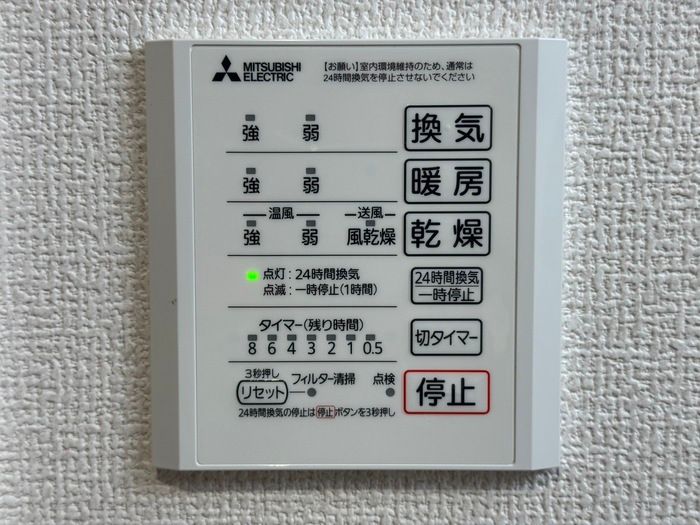 MITSUBISHI
ELECTRIC
【お願い】室内環境維持のため、通常は
24時間換気を停止させないでください
強 弱 換気
強 弱 暖房
温風 送風
強 弱 風乾燥 乾燥
点灯：24時間換気
点滅：一時停止(1時間)
24時間換気
一時停止
タイマー(残り時間)
8 6 4 3 2 1 0.5
切タイマー
3秒押し
リセット フィルター清掃 点検
停止
24時間換気の停止は停止ボタンを3秒押し